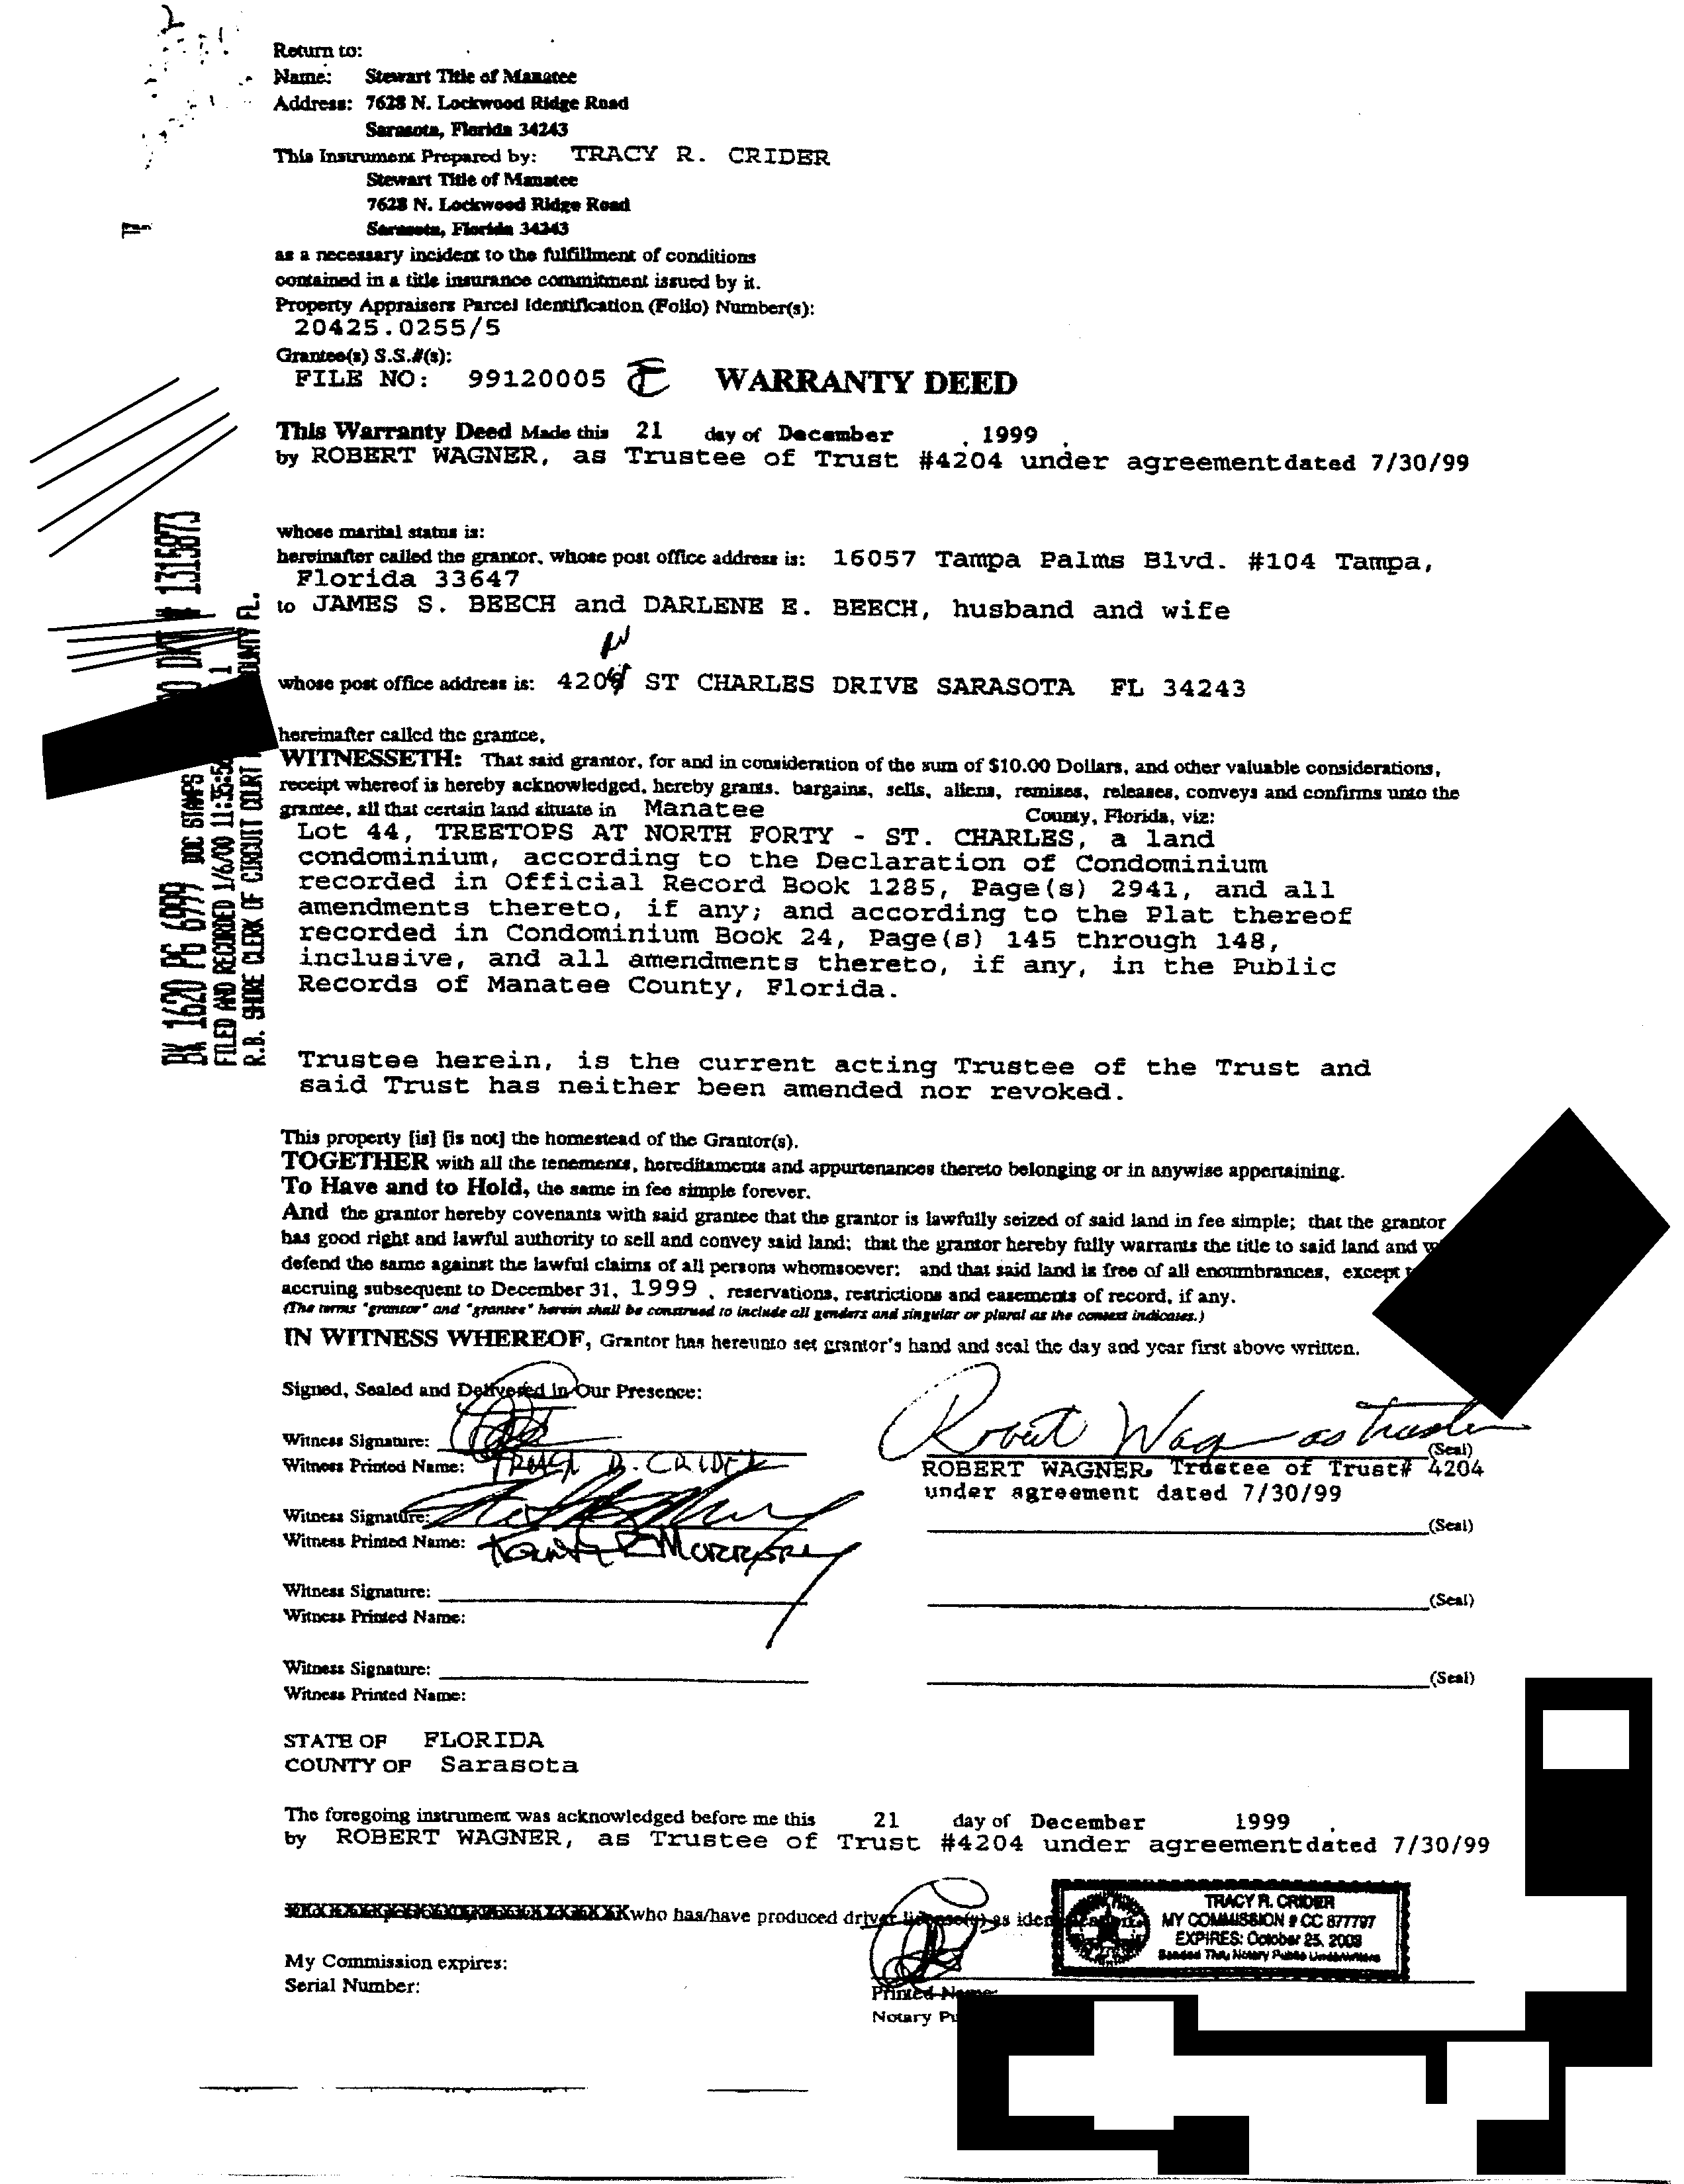 Return to:
Name: Stewart Title of Manatee
Address: 7628 N. Lockwood Ridge Road
Sarasota, Florida 34243
This Instrument Prepared by: TRACY R. CRIDER
Stewart Title of Manatee
7628 N. Lockwood Ridge Road
Sarasota, Florida 34243
as a necessary incident to the fulfillment of conditions
contained in a title insurance commitment issued by it.
Property Appraisers Parcel Identification (Folio) Number(s):
20425.0255/5
Grantee(s) S.S.#(s):
FILE NO: 99120005
WARRANTY DEED
This Warranty Deed Made this 21 day of December , 1999 ,
by ROBERT WAGNER, as Trustee of Trust #4204 under agreement dated 7/30/99
whose marital status is:
hereinafter called the grantor, whose post office address is: 16057 Tampa Palms Blvd. #104 Tampa,
Florida 33647
to JAMES S. BEECH and DARLENE E. BEECH, husband and wife
whose post office address is: ST CHARLES DRIVE SARASOTA FL 34243
hereinafter called the grantee,
WITNESSETH: That said grantor, for and in consideration of the sum of $10.00 Dollars, and other valuable considerations,
receipt whereof is hereby acknowledged, hereby grants, bargains, sells, aliens, remises, releases, conveys and confirms unto the
grantee, all that certain land situate in Manatee County, Florida, viz:
Lot 44, TREETOPS AT NORTH FORTY - ST. CHARLES, a land
condominium, according to the Declaration of Condominium
recorded in Official Record Book 1285, Page(s) 2941, and all
amendments thereto, if any; and according to the Plat thereof
recorded in Condominium Book 24, Page(s) 145 through 148,
inclusive, and all amendments thereto, if any, in the Public
Records of Manatee County, Florida.
Trustee herein, is the current acting Trustee of the Trust and
said Trust has neither been amended nor revoked.
This property [is] [is not] the homestead of the Grantor(s).
TOGETHER with all the tenements, hereditaments and appurtenances thereto belonging or in anywise appertaining.
To Have and to Hold, the same in fee simple forever.
And the grantor hereby covenants with said grantee that the grantor is lawfully seized of said land in fee simple; that the grantor
has good right and lawful authority to sell and convey said land; that the grantor hereby fully warrants the title to said land and
defend the same against the lawful claims of all persons whomsoever; and that said land is free of all encumbrances, except
accruing subsequent to December 31, 1999 , reservations, restrictions and easements of record, if any.
(The terms "grantor" and "grantee" herein shall be construed to include all genders and singular or plural as the context indicates.)
IN WITNESS WHEREOF, Grantor has hereunto set grantor's hand and seal the day and year first above written.
Signed, Sealed and Delivered in Our Presence:
Witness Signature:
Robert Wagner as trustee (Seal)
Witness Printed Name: TRACY R. CRIDER
ROBERT WAGNER, Trustee of Trust# 4204
under agreement dated 7/30/99
Witness Signature: (Seal)
Witness Printed Name:
Witness Signature: (Seal)
Witness Printed Name:
Witness Signature: (Seal)
Witness Printed Name:
STATE OF FLORIDA
COUNTY OF Sarasota
The foregoing instrument was acknowledged before me this 21 day of December 1999 ,
by ROBERT WAGNER, as Trustee of Trust #4204 under agreement dated 7/30/99
who has/have produced driver license(s) as identification.
TRACY R. CRIDER
MY COMMISSION # CC 877797
EXPIRES: October 25, 2003
Bonded Thru Notary Public Underwriters
My Commission expires:
Serial Number:
Printed Name:
Notary
BK 1620 PG 6777
FILED AND RECORDED 1/6/00
R.B. SHORE CLERK OF CIRCUIT COURT COUNTY FL.
DOC STAMPS
1315873